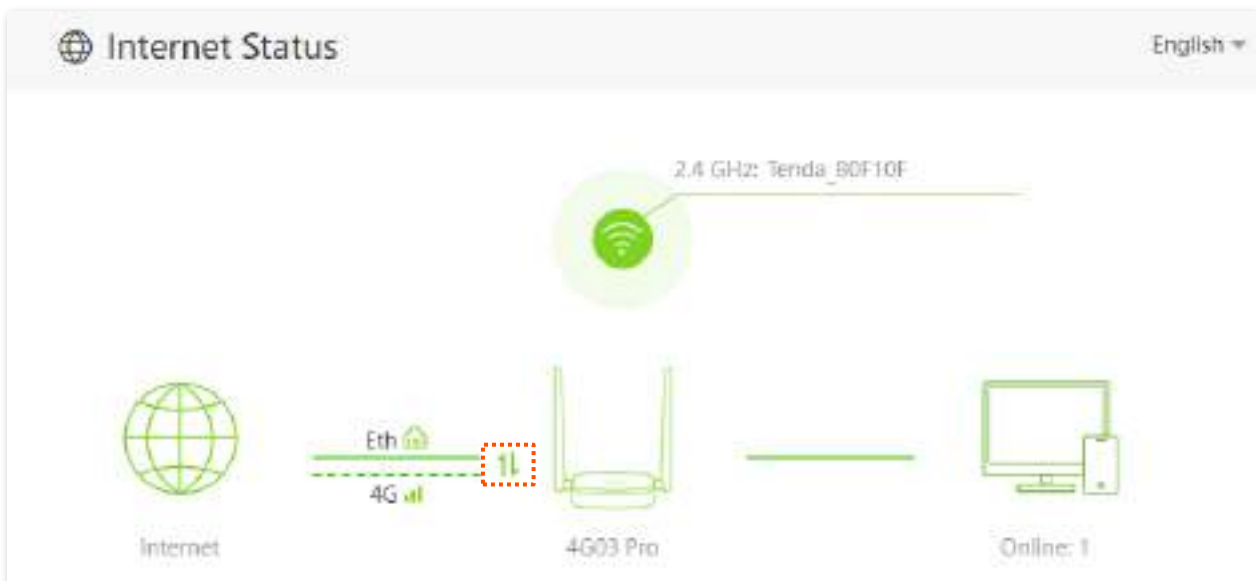 Internet Status
English
2.4 GHz: Tenda_80F10F
Eth
4G
Internet
4G03 Pro
Online: 1